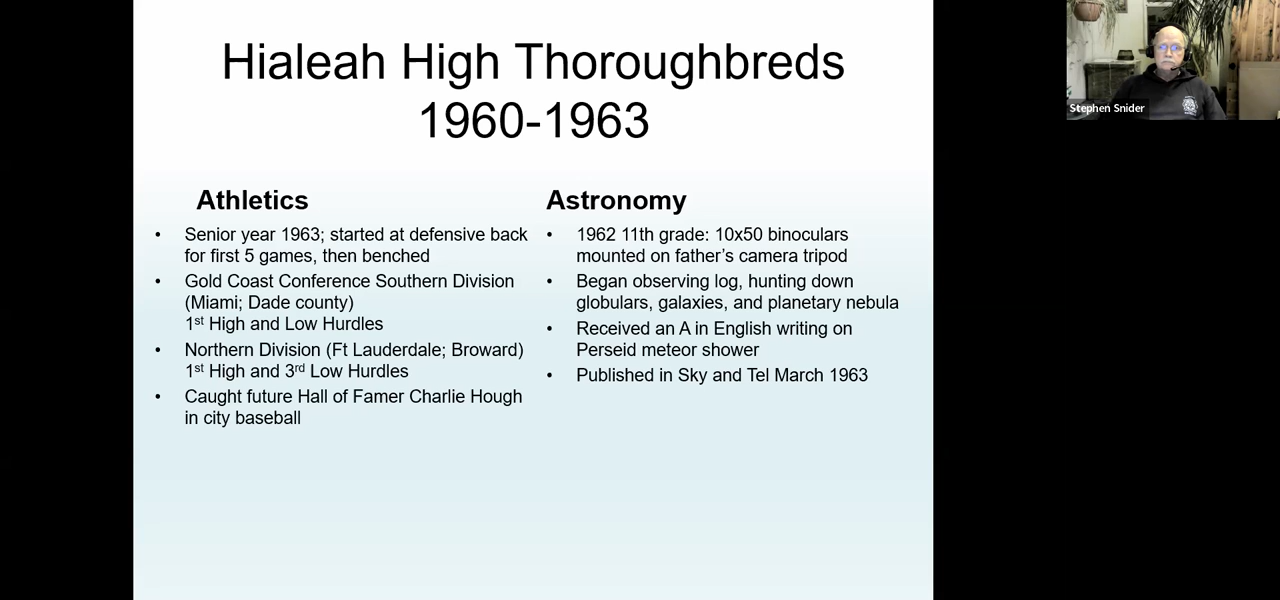 Hialeah High Thoroughbreds
1960-1963
Athletics
• Senior year 1963; started at defensive back
for first 5 games, then benched
• Gold Coast Conference Southern Division
(Miami; Dade county)
1st High and Low Hurdles
• Northern Division (Ft Lauderdale; Broward)
1st High and 3rd Low Hurdles
• Caught future Hall of Famer Charlie Hough
in city baseball
Astronomy
• 1962 11th grade: 10x50 binoculars
mounted on father's camera tripod
• Began observing log, hunting down
globulars, galaxies, and planetary nebula
• Received an A in English writing on
Perseid meteor shower
• Published in Sky and Tel March 1963
Stephen Snider